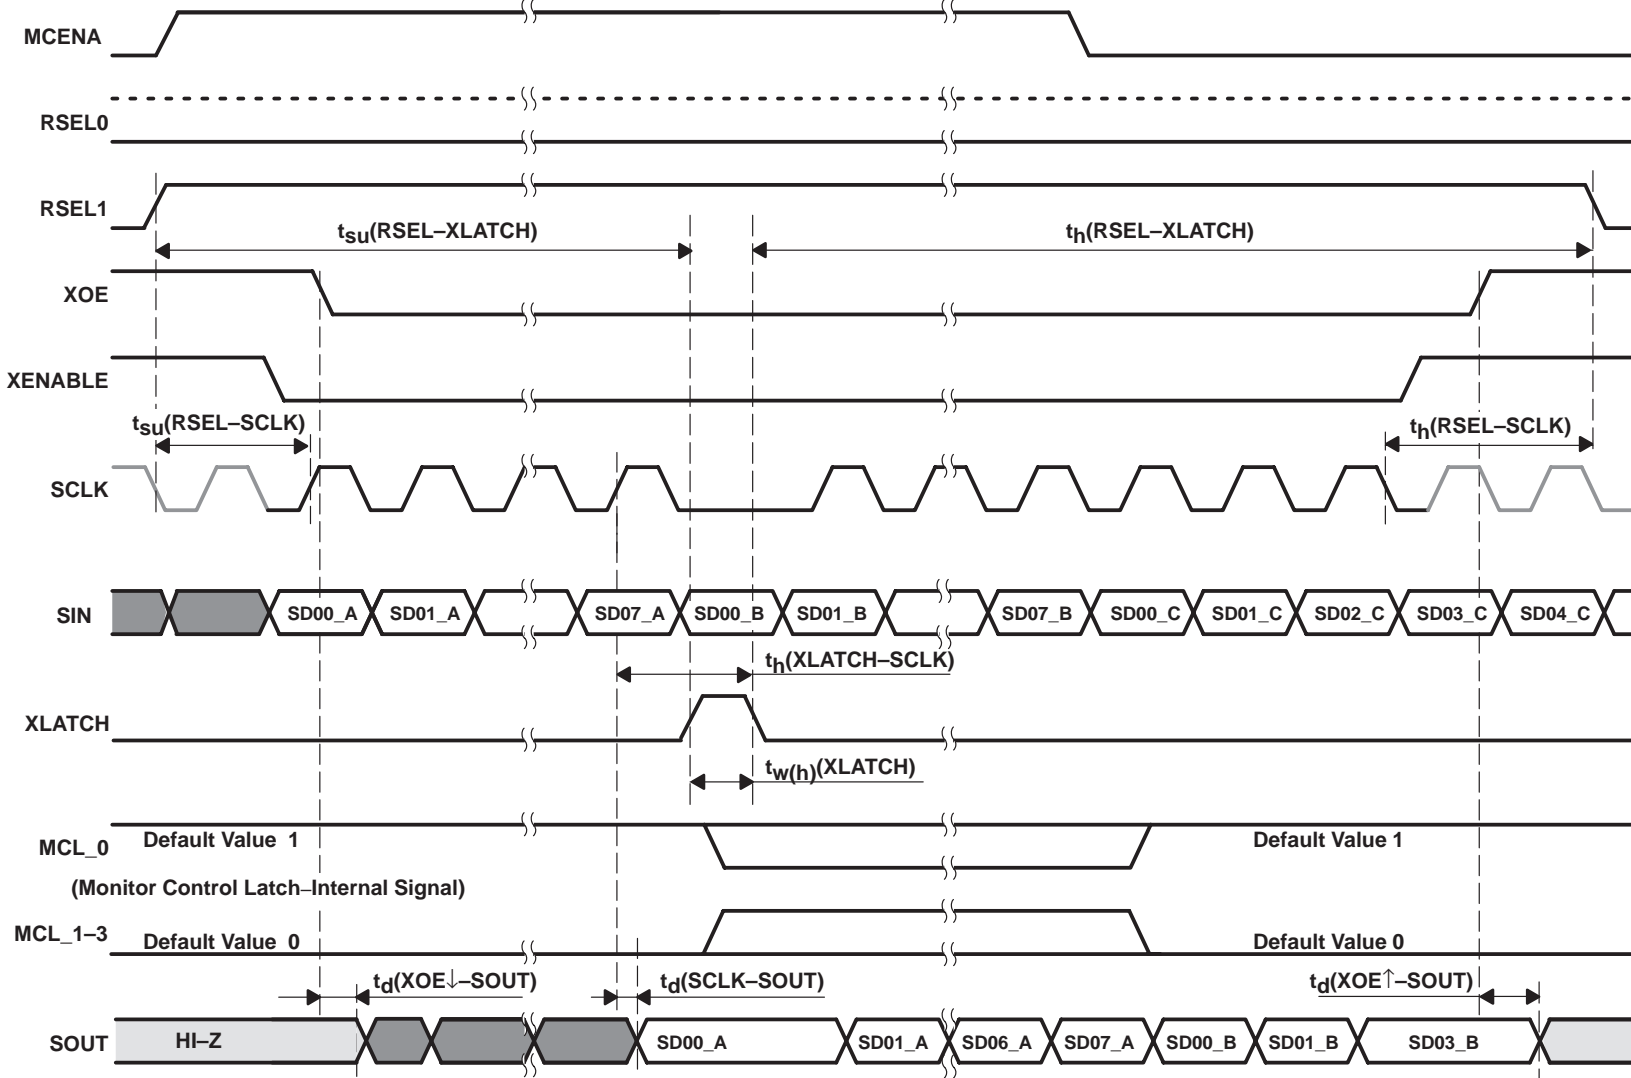 MCENA
RSEL0
RSEL1
tsu(RSEL–XLATCH)
th(RSEL–XLATCH)
XOE
XENABLE
tsu(RSEL–SCLK)
th(RSEL–SCLK)
SCLK
SIN
SD00_A
SD01_A
SD07_A
SD00_B
SD01_B
SD07_B
SD00_C
SD01_C
SD02_C
SD03_C
SD04_C
th(XLATCH–SCLK)
XLATCH
tw(h)(XLATCH)
MCL_0
Default Value 1
Default Value 1
(Monitor Control Latch–Internal Signal)
MCL_1–3
Default Value 0
Default Value 0
td(XOE↓–SOUT)
td(SCLK–SOUT)
td(XOE↑–SOUT)
SOUT
HI–Z
SD00_A
SD01_A
SD06_A
SD07_A
SD00_B
SD01_B
SD03_B